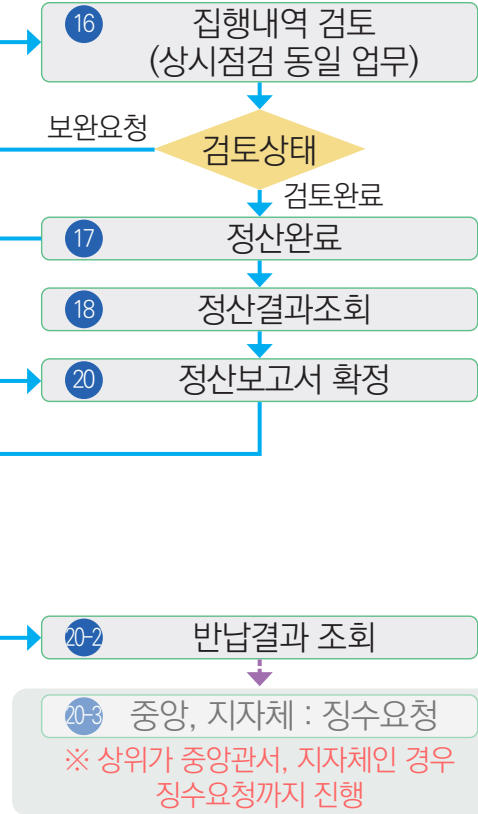 16 집행내역 검토
(상시점검 동일 업무)
보완요청
검토상태
검토완료
17 정산완료
18 정산결과조회
20 정산보고서 확정
20-2 반납결과 조회
20-3 중앙, 지자체 : 징수요청
※ 상위가 중앙관서, 지자체인 경우
징수요청까지 진행